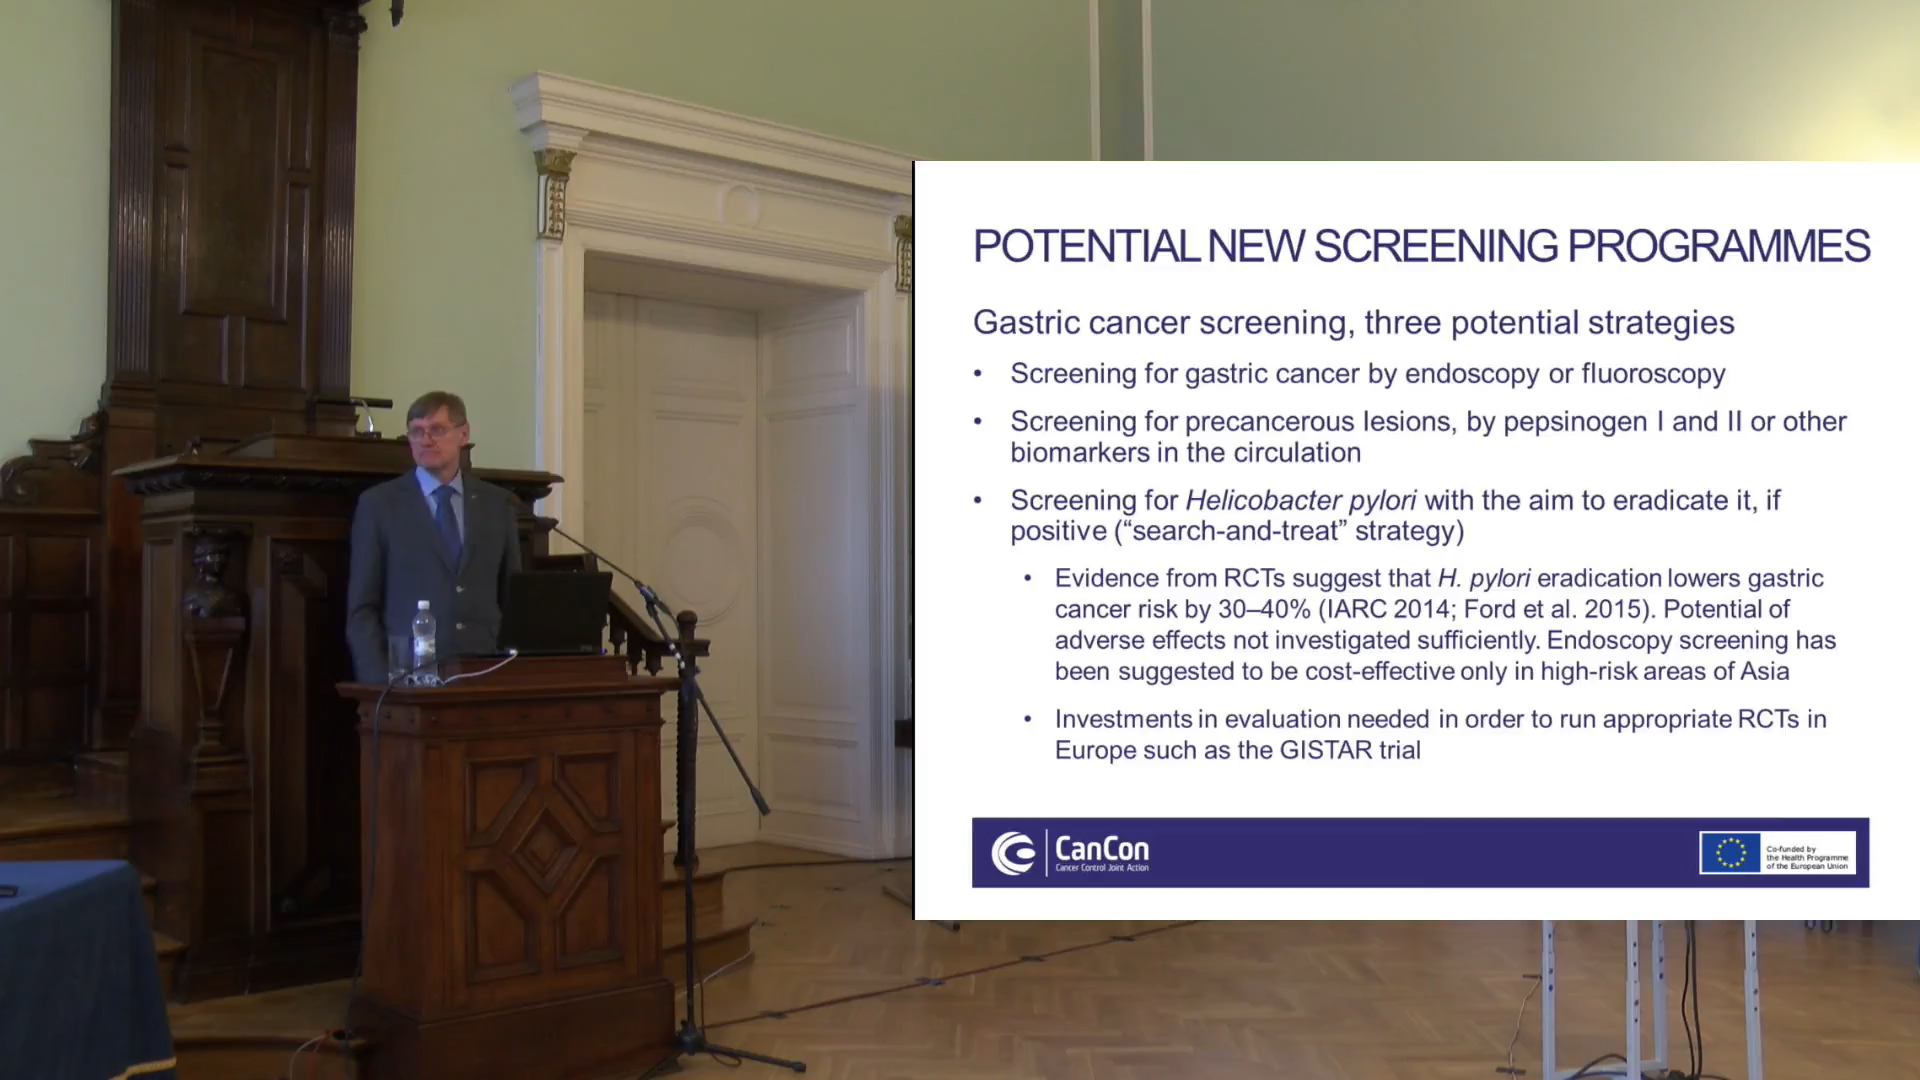 POTENTIAL NEW SCREENING PROGRAMMES
Gastric cancer screening, three potential strategies
• Screening for gastric cancer by endoscopy or fluoroscopy
• Screening for precancerous lesions, by pepsinogen I and II or other
biomarkers in the circulation
• Screening for Helicobacter pylori with the aim to eradicate it, if
positive (“search-and-treat” strategy)
• Evidence from RCTs suggest that H. pylori eradication lowers gastric
cancer risk by 30–40% (IARC 2014; Ford et al. 2015). Potential of
adverse effects not investigated sufficiently. Endoscopy screening has
been suggested to be cost-effective only in high-risk areas of Asia
• Investments in evaluation needed in order to run appropriate RCTs in
Europe such as the GISTAR trial
CanCon
Cancer Control Joint Action
Co-funded by
the Health Programme
of the European Union